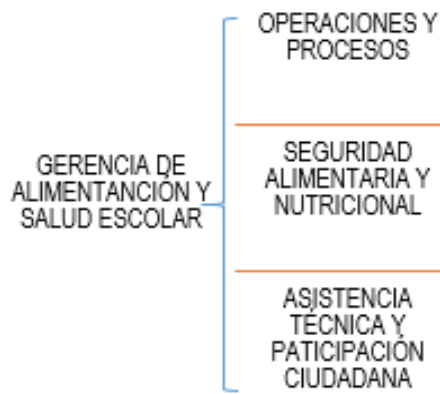 GERENCIA DE
ALIMENTANCIÓN Y
SALUD ESCOLAR
OPERACIONES Y
PROCESOS
SEGURIDAD
ALIMENTARIA Y
NUTRICIONAL
ASISTENCIA
TÉCNICA Y
PATICIPACIÓN
CIUDADANA